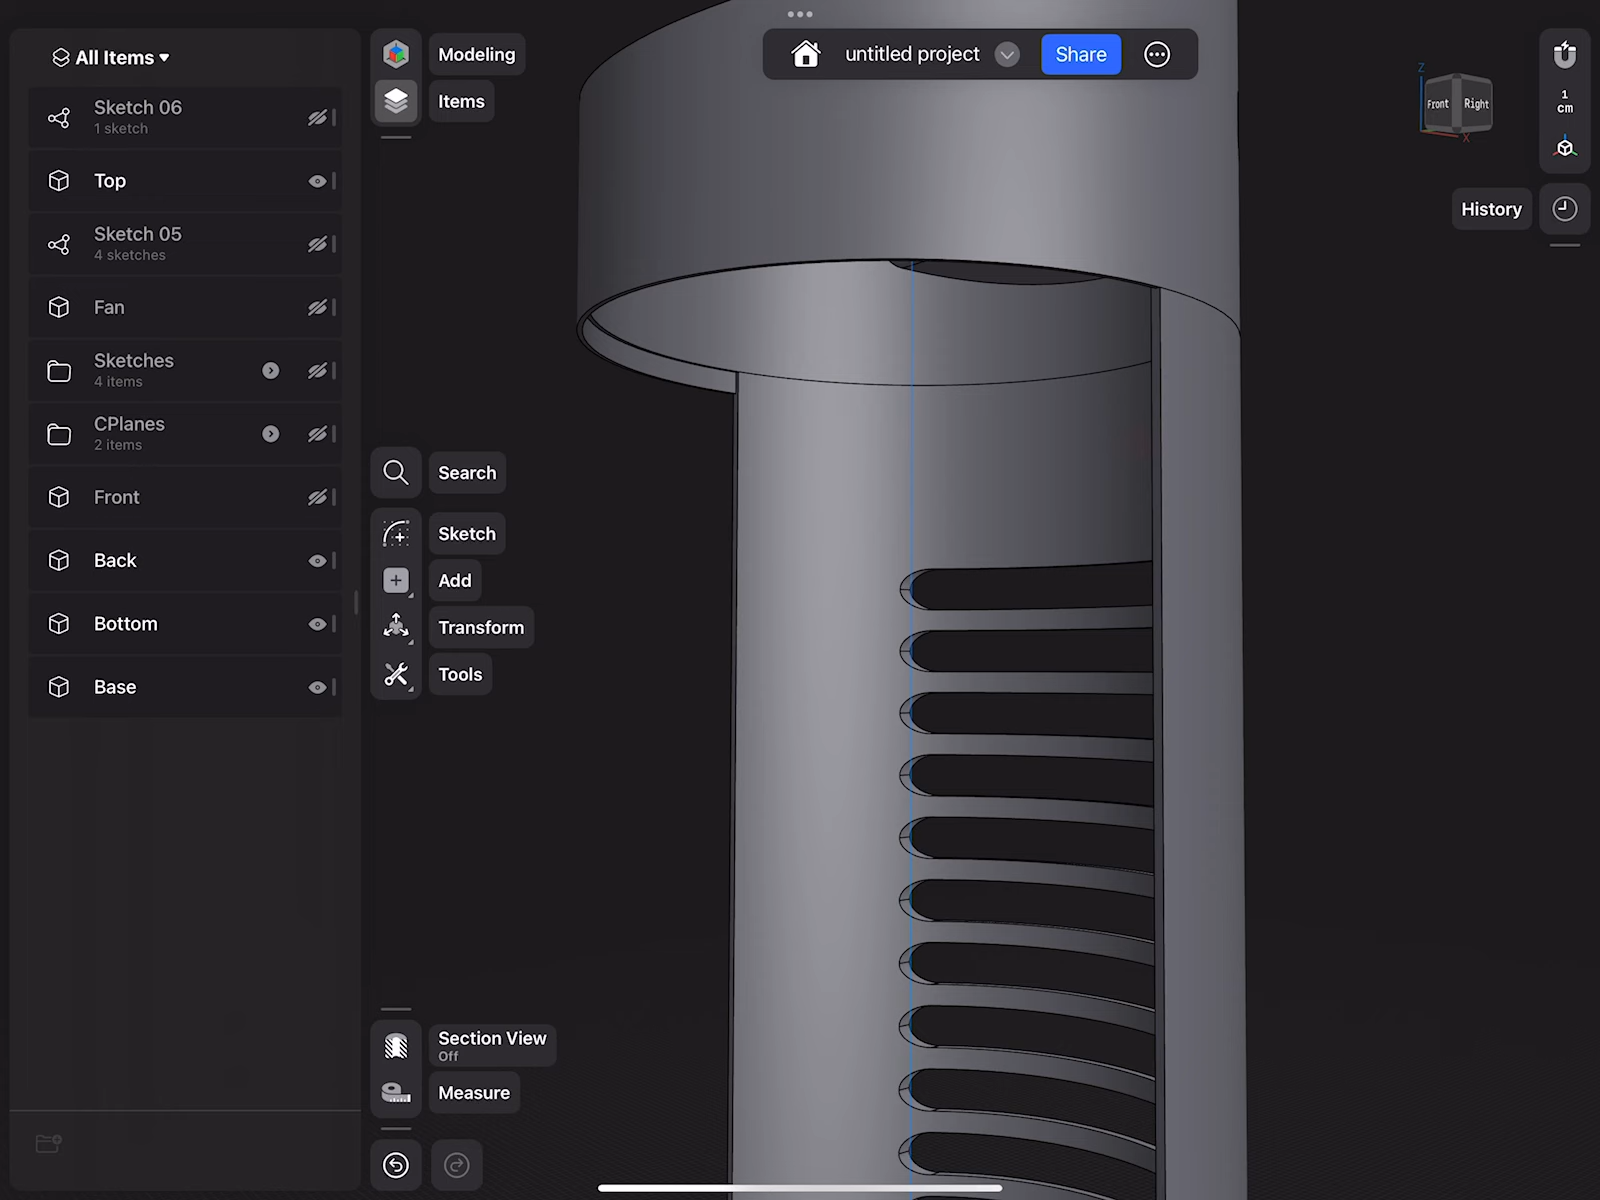 All Items
Sketch 06
1 sketch
Top
Sketch 05
4 sketches
Fan
Sketches
4 items
CPlanes
2 items
Front
Back
Bottom
Base
Modeling
Items
Search
Sketch
Add
Transform
Tools
Section View
Off
Measure
untitled project
Share
Z
Front
Right
X
1
cm
History